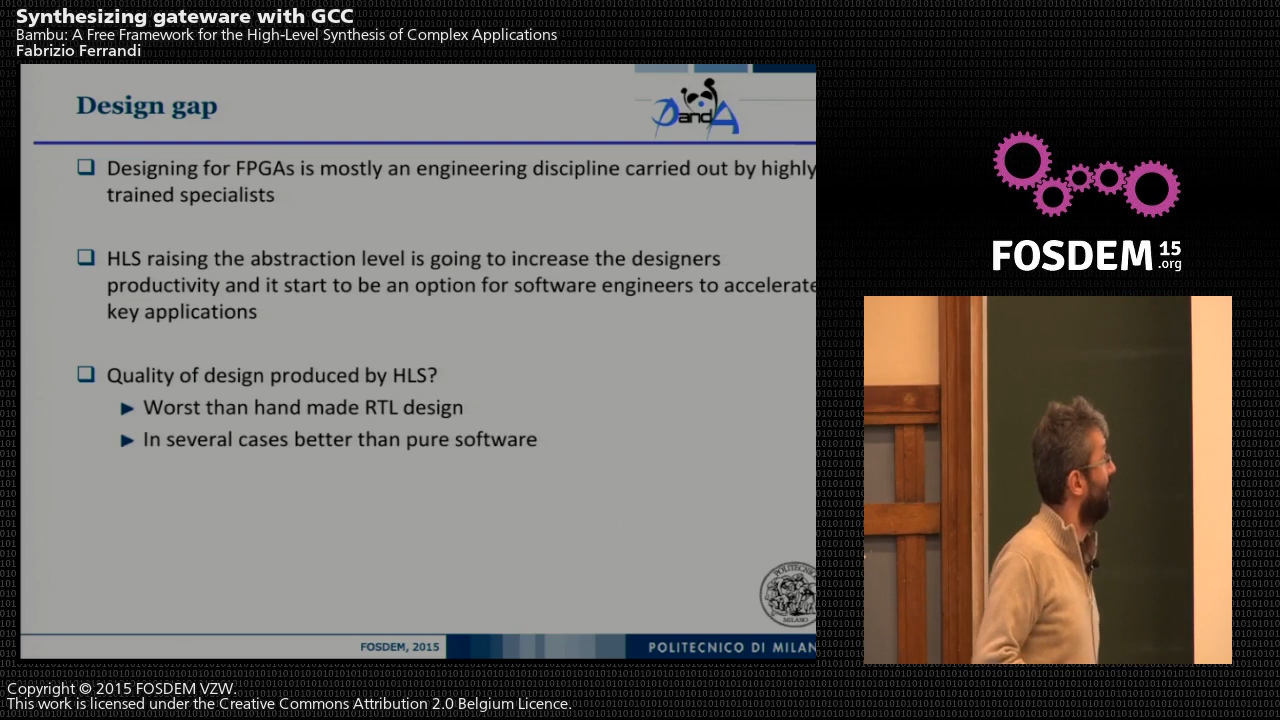 Synthesizing gateware with GCC
Bambu: A Free Framework for the High-Level Synthesis of Complex Applications
Fabrizio Ferrandi
Design gap
PandA
Designing for FPGAs is mostly an engineering discipline carried out by highly
trained specialists
HLS raising the abstraction level is going to increase the designers
productivity and it start to be an option for software engineers to accelerate
key applications
Quality of design produced by HLS?
Worst than hand made RTL design
In several cases better than pure software
FOSDEM, 2015
POLITECNICO DI MILAN
FOSDEM 15
.org
Copyright © 2015 FOSDEM VZW.
This work is licensed under the Creative Commons Attribution 2.0 Belgium Licence.